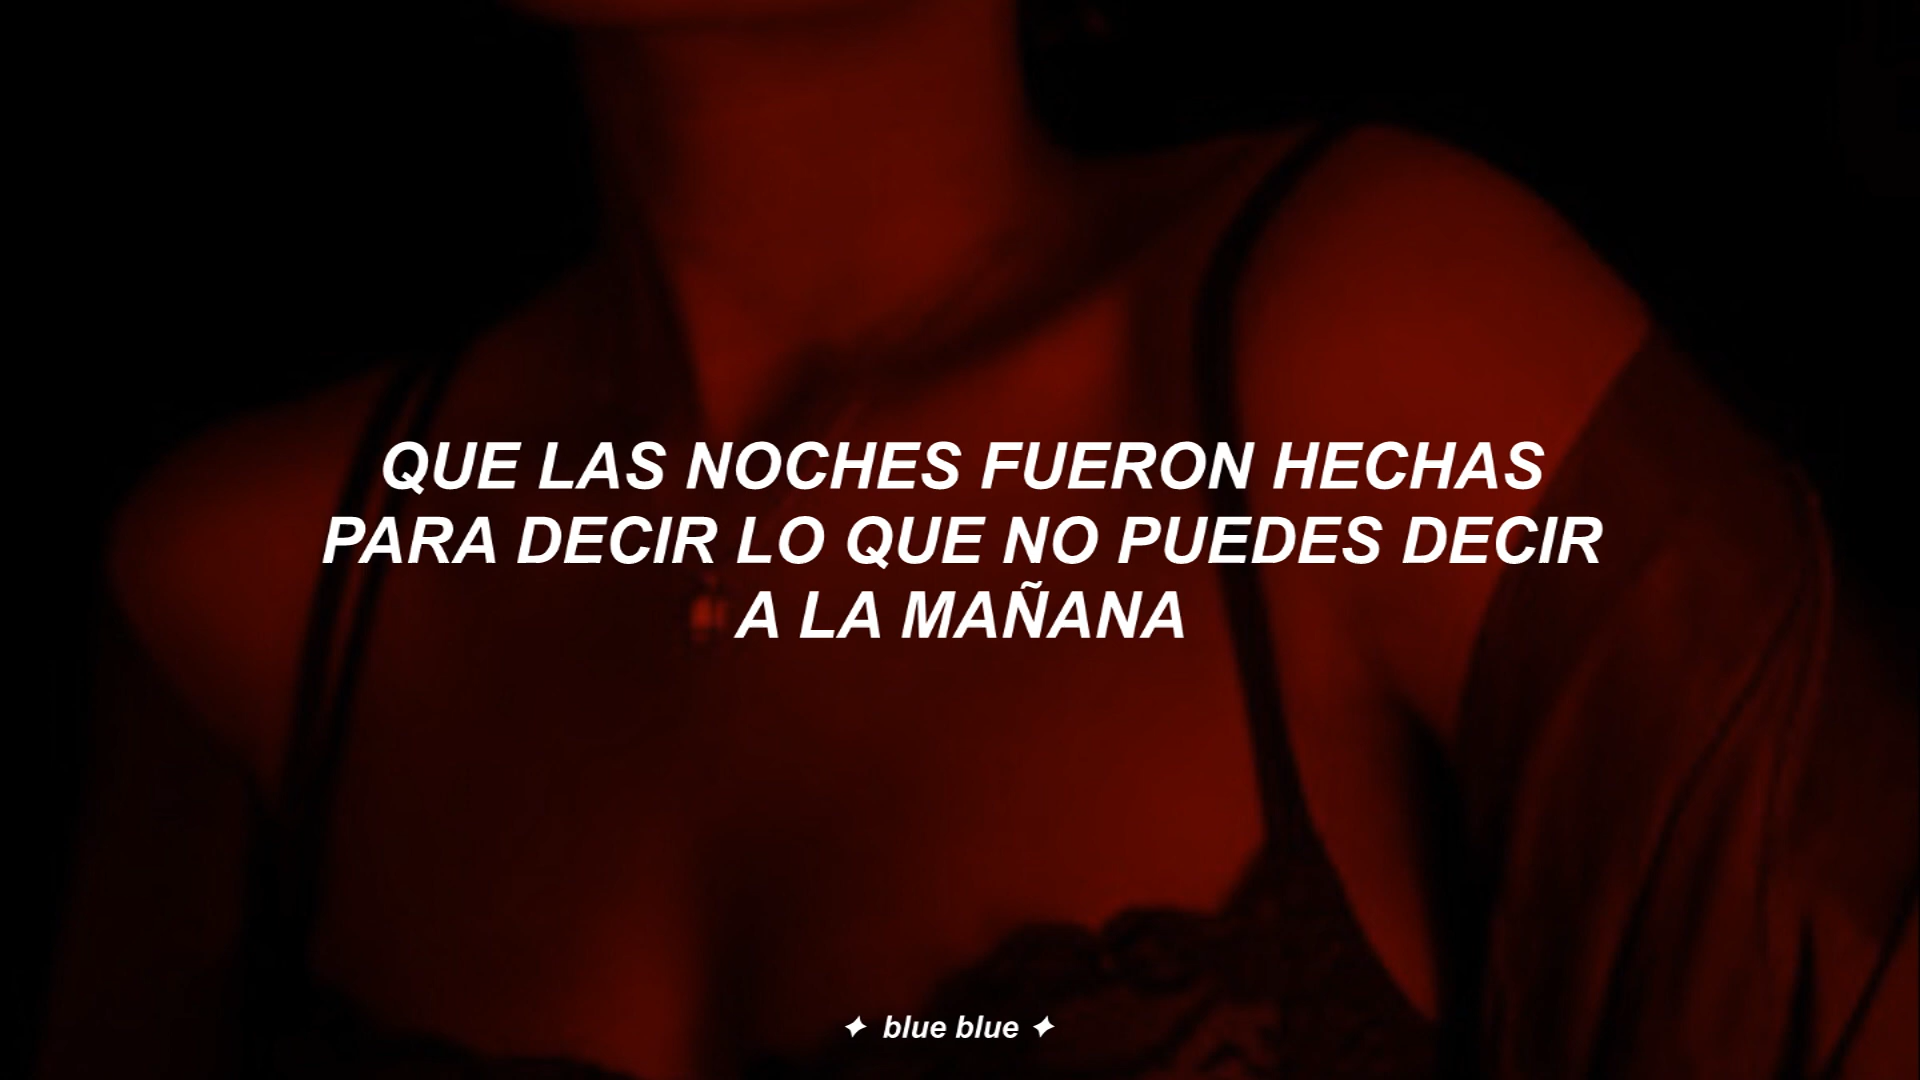 QUE LAS NOCHES FUERON HECHAS
PARA DECIR LO QUE NO PUEDES DECIR
A LA MAÑANA
✦ blue blue ✦